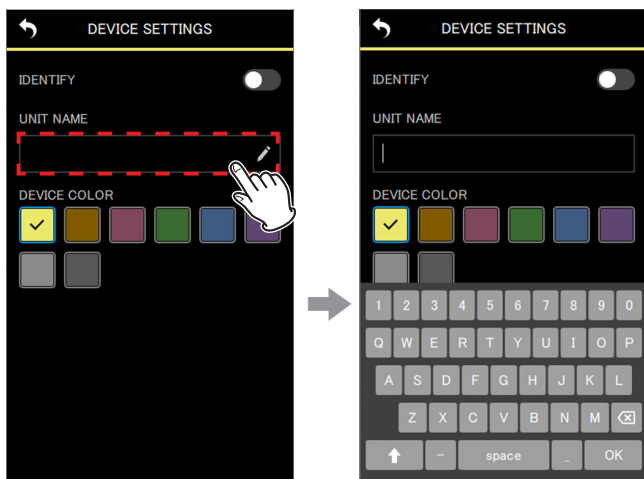 DEVICE SETTINGS
IDENTIFY
UNIT NAME
DEVICE COLOR
DEVICE SETTINGS
IDENTIFY
UNIT NAME
DEVICE COLOR
1 2 3 4 5 6 7 8 9 0
Q W E R T Y U I O P
A S D F G H J K L
Z X C V B N M
- space _ OK